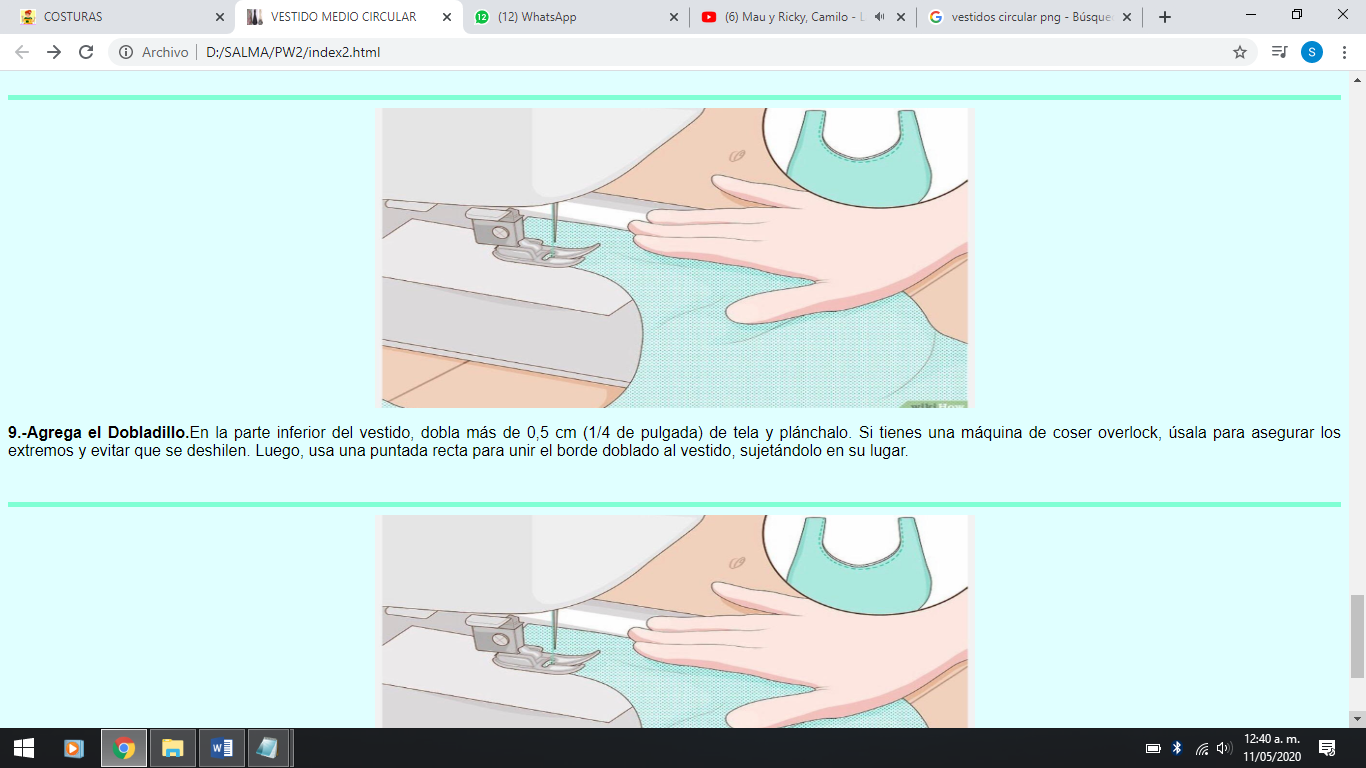 COSTURAS
VESTIDO MEDIO CIRCULAR
(12) WhatsApp
(6) Mau y Ricky, Camilo - L
vestidos circular png - Búsque
Archivo
D:/SALMA/PW2/index2.html
S
9.-Agrega el Dobladillo.En la parte inferior del vestido, dobla más de 0,5 cm (1/4 de pulgada) de tela y plánchalo. Si tienes una máquina de coser overlock, úsala para asegurar los
extremos y evitar que se deshilen. Luego, usa una puntada recta para unir el borde doblado al vestido, sujetándolo en su lugar.
12:40 a. m.
11/05/2020